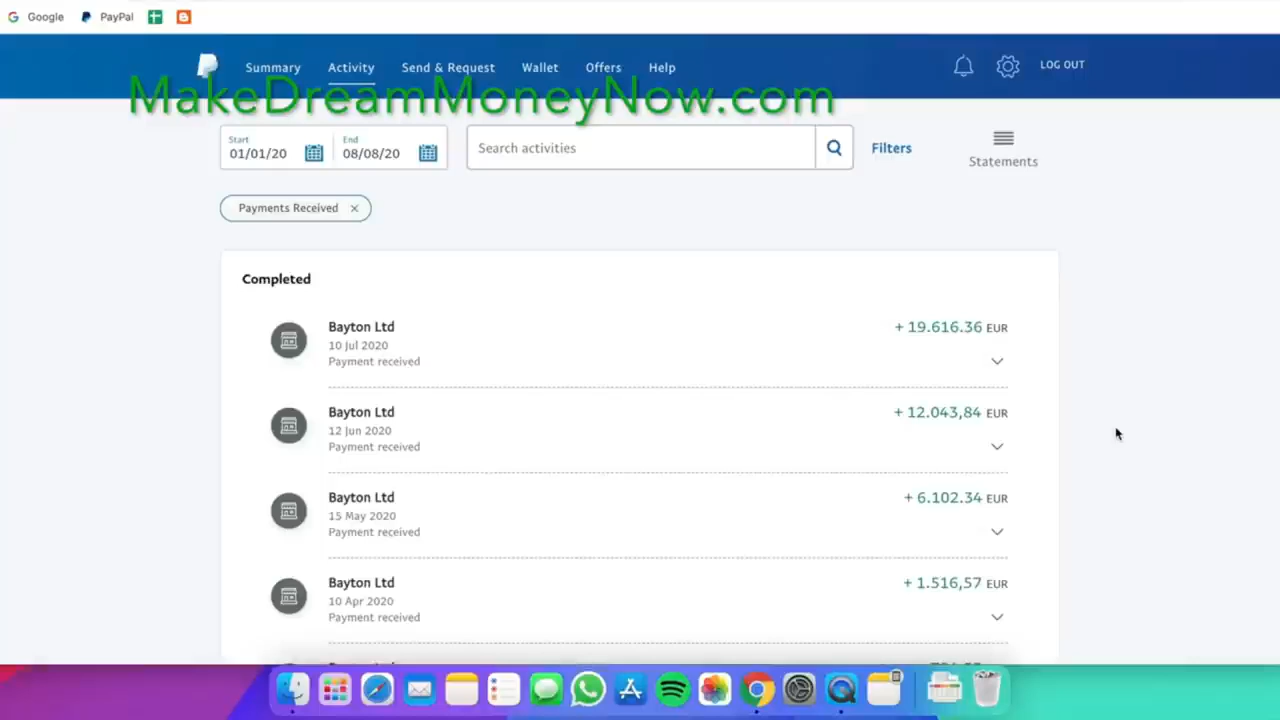 Google PayPal
Summary Activity Send & Request Wallet Offers Help LOG OUT
MakeDreamMoneyNow.com
Start End
01/01/20 08/08/20 Search activities Filters
Statements
Payments Received
Completed
Bayton Ltd + 19.616.36 EUR
10 Jul 2020
Payment received
Bayton Ltd + 12.043,84 EUR
12 Jun 2020
Payment received
Bayton Ltd + 6.102.34 EUR
15 May 2020
Payment received
Bayton Ltd + 1.516,57 EUR
10 Apr 2020
Payment received